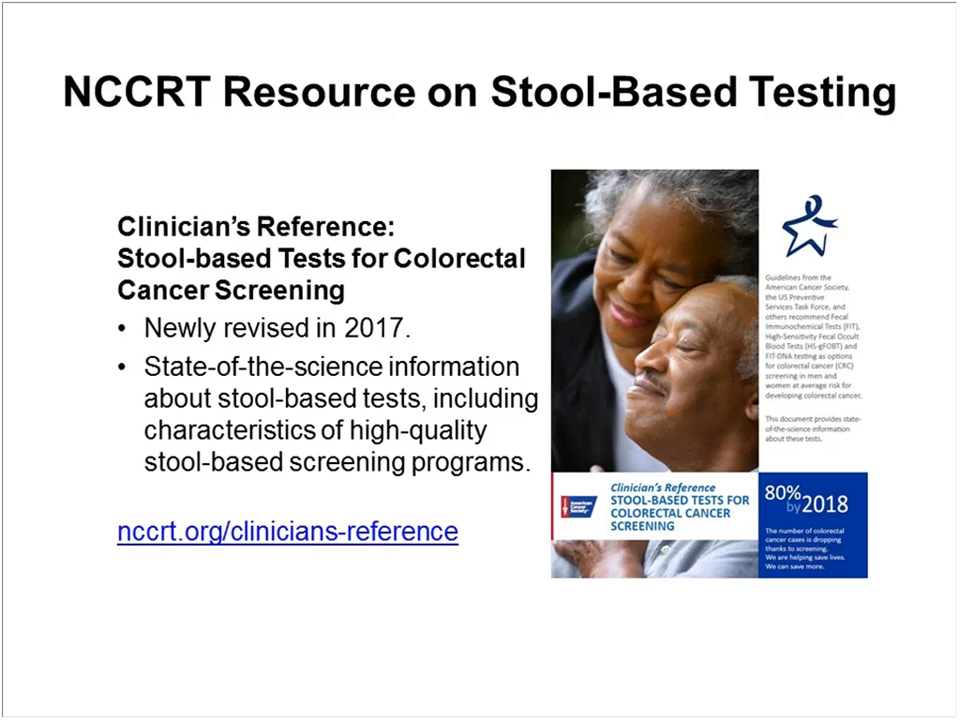 NCCRT Resource on Stool-Based Testing
Clinician's Reference:
Stool-based Tests for Colorectal
Cancer Screening
• Newly revised in 2017.
• State-of-the-science information
about stool-based tests, including
characteristics of high-quality
stool-based screening programs.
nccrt.org/clinicians-reference
Guidelines from the
American Cancer Society,
the US Preventive
Services Task Force, and
others recommend Fecal
Immunochemical Tests (FIT),
High-Sensitivity Fecal Occult
Blood Tests (HS-gFOBT) and
FIT-DNA testing as options
for colorectal cancer (CRC)
screening in men and
women at average risk for
developing colorectal cancer.
This document provides state-
of-the-science information
about these tests.
American
Cancer
Society
Clinician's Reference
STOOL-BASED TESTS FOR
COLORECTAL CANCER
SCREENING
80%
by 2018
The number of colorectal
cancer cases is dropping
thanks to screening.
We are helping save lives.
We can save more.